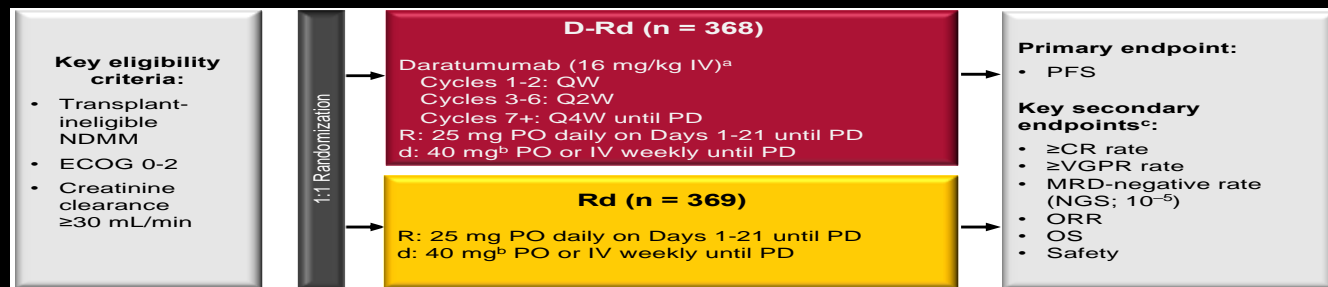 Key eligibility
criteria:
• Transplant-
ineligible
NDMM
• ECOG 0-2
• Creatinine
clearance
≥30 mL/min
1:1 Randomization
D-Rd (n = 368)
Daratumumab (16 mg/kg IV)ᵃ
Cycles 1-2: QW
Cycles 3-6: Q2W
Cycles 7+: Q4W until PD
R: 25 mg PO daily on Days 1-21 until PD
d: 40 mgᵇ PO or IV weekly until PD
Rd (n = 369)
R: 25 mg PO daily on Days 1-21 until PD
d: 40 mgᵇ PO or IV weekly until PD
Primary endpoint:
• PFS
Key secondary
endpointsᶜ:
• ≥CR rate
• ≥VGPR rate
• MRD-negative rate
(NGS; 10⁻⁵)
• ORR
• OS
• Safety